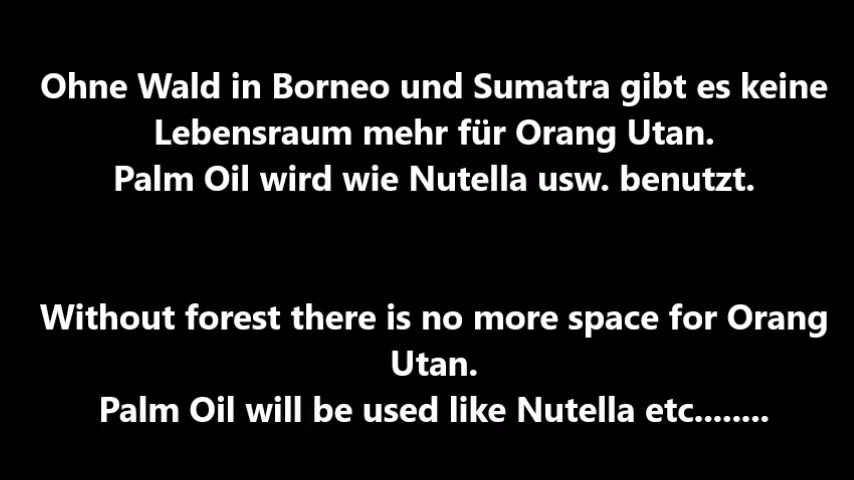 Ohne Wald in Borneo und Sumatra gibt es keine
Lebensraum mehr für Orang Utan.
Palm Oil wird wie Nutella usw. benutzt.
Without forest there is no more space for Orang
Utan.
Palm Oil will be used like Nutella etc........